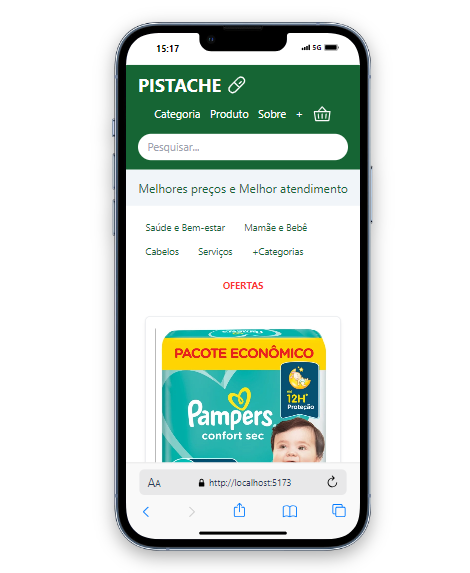 15:17
5G
PISTACHE
Categoria Produto Sobre +
Pesquisar...
Melhores preços e Melhor atendimento
Saúde e Bem-estar Mamãe e Bebê
Cabelos Serviços +Categorias
OFERTAS
PACOTE ECONÔMICO
12H*
Proteção
Pampers
confort sec
AA http://localhost:5173